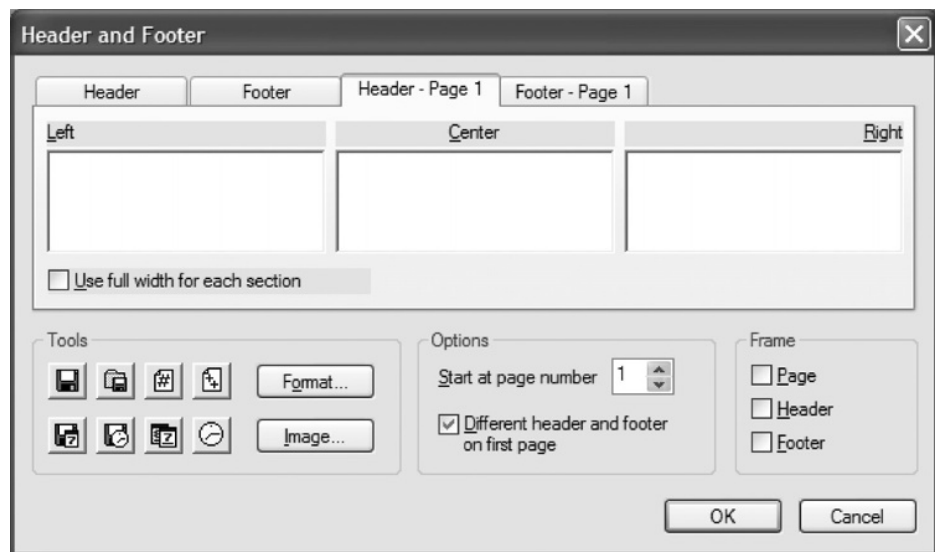 Header and Footer
Header
Footer
Header - Page 1
Footer - Page 1
Left
Center
Right
Use full width for each section
Tools
Format...
Image...
Options
Start at page number 1
Different header and footer
on first page
Frame
Page
Header
Footer
OK
Cancel